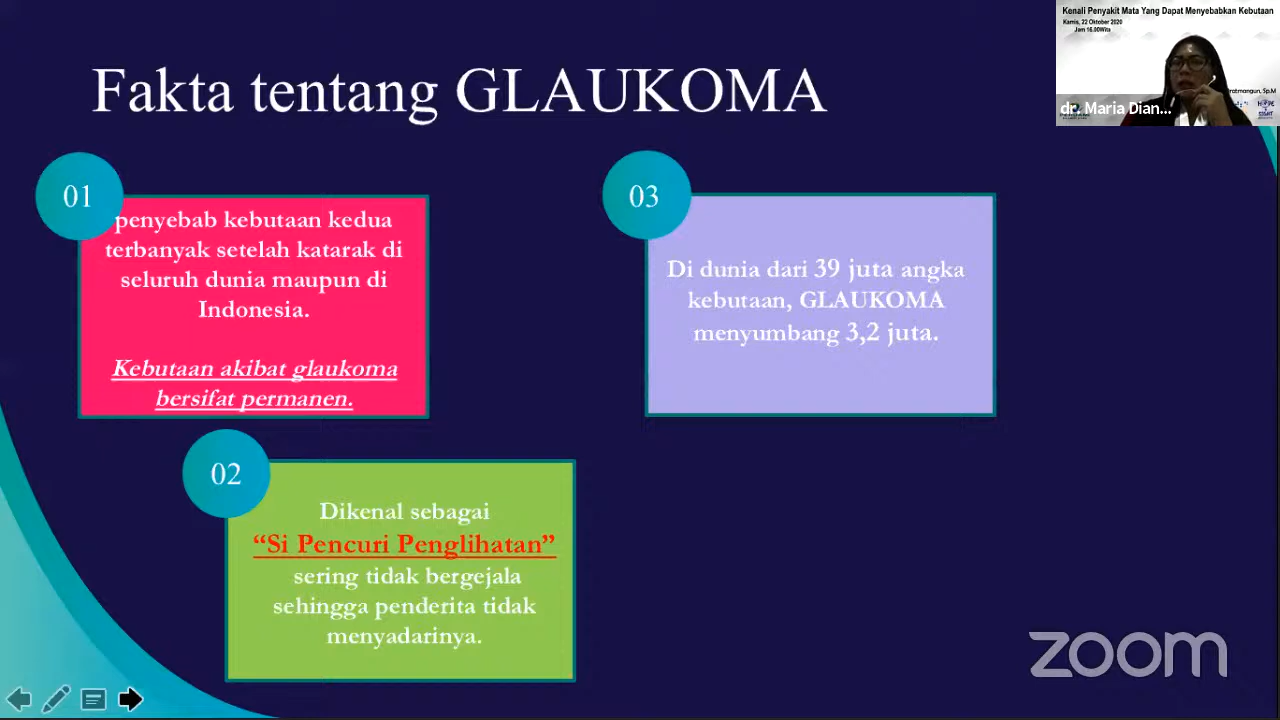 Fakta tentang GLAUKOMA
01
penyebab kebutaan kedua
terbanyak setelah katarak di
seluruh dunia maupun di
Indonesia.
Kebutaan akibat glaukoma
bersifat permanen.
02
Dikenal sebagai
“Si Pencuri Penglihatan”
sering tidak bergejala
sehingga penderita tidak
menyadarinya.
03
Di dunia dari 39 juta angka
kebutaan, GLAUKOMA
menyumbang 3,2 juta.
Kenali Penyakit Mata Yang Dapat Menyebabkan Kebutaan
Kamis, 22 Oktober 2020
Jam 16.00Wita
Sp.M
dr. Maria Dian...
zoom